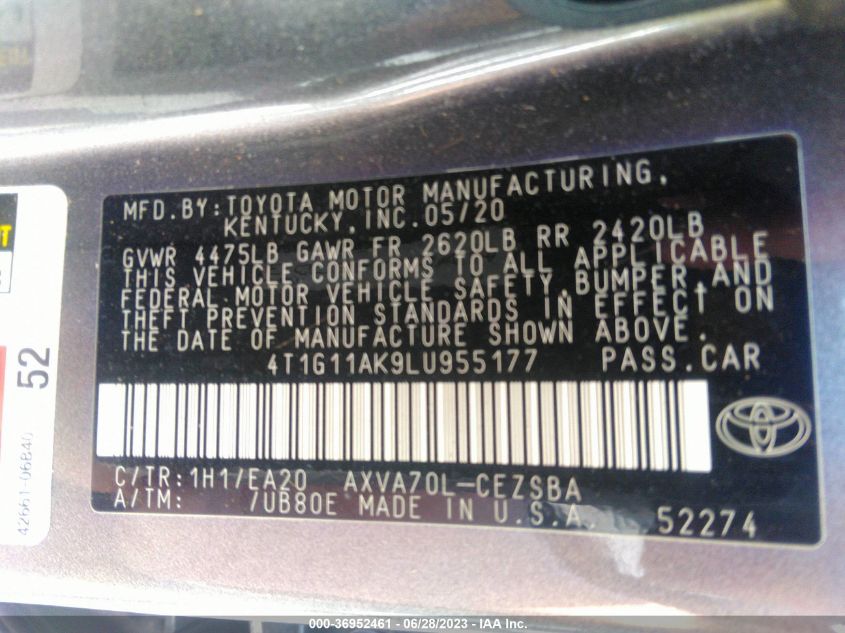 MFD.BY:TOYOTA MOTOR MANUFACTURING,
KENTUCKY,INC.05/20
GVWR 4475LB GAWR FR 2620LB RR 2420LB
THIS VEHICLE CONFORMS TO ALL APPLICABLE
FEDERAL MOTOR VEHICLE SAFETY,BUMPER,AND
THEFT PREVENTION STANDARDS IN EFFECT ON
THE DATE OF MANUFACTURE SHOWN ABOVE.
4T1G11AK9LU955177 PASS.CAR
C/TR:1H1/EA20 AXVA70L-CEZSBA
A/TM: /UB80E MADE IN U.S.A.
52274
52
42661-06B40
000-36952461 - 06/28/2023 - IAA Inc.